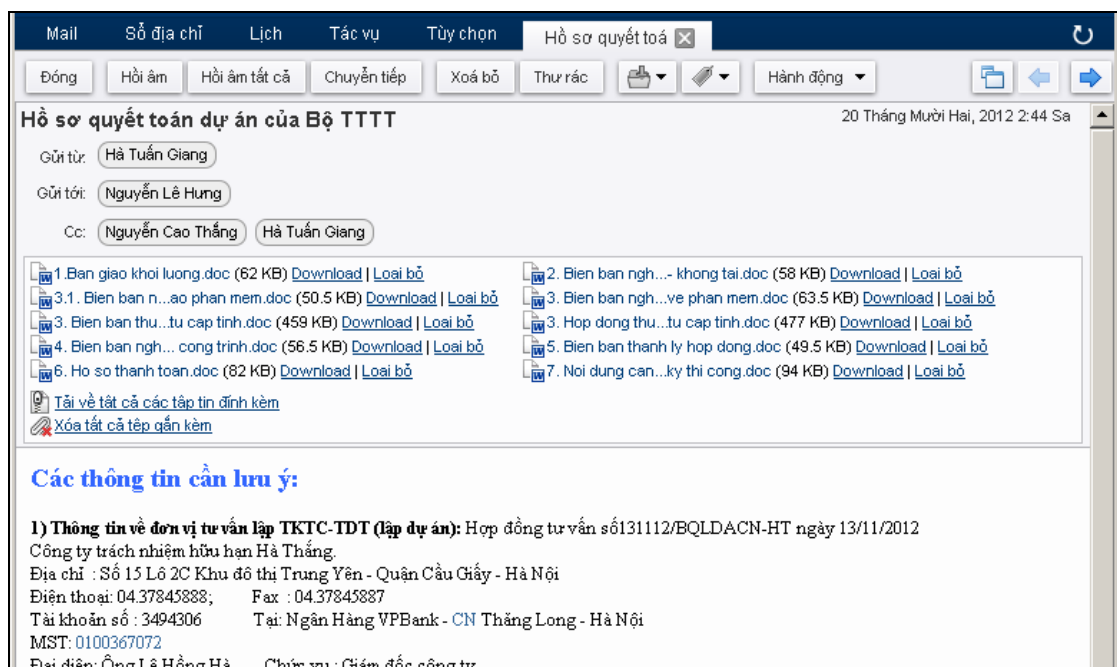 Mail Sổ địa chỉ Lịch Tác vụ Tùy chọn Hồ sơ quyết toá
Đóng Hồi âm Hồi âm tất cả Chuyển tiếp Xoá bỏ Thư rác Hành động
Hồ sơ quyết toán dự án của Bộ TTTT 20 Tháng Mười Hai, 2012 2:44 Sa
Gửi từ: Hà Tuấn Giang
Gửi tới: Nguyễn Lê Hưng
Cc: Nguyễn Cao Thắng Hà Tuấn Giang
1.Ban giao khoi luong.doc (62 KB) Download | Loại bỏ 2. Bien ban ngh...- khong tai.doc (58 KB) Download | Loại bỏ
3.1. Bien ban n...ao phan mem.doc (50.5 KB) Download | Loại bỏ 3. Bien ban ngh...ve phan mem.doc (63.5 KB) Download | Loại bỏ
3. Bien ban thu...tu cap tinh.doc (459 KB) Download | Loại bỏ 3. Hop dong thu...tu cap tinh.doc (477 KB) Download | Loại bỏ
4. Bien ban ngh... cong trinh.doc (56.5 KB) Download | Loại bỏ 5. Bien ban thanh ly hop dong.doc (49.5 KB) Download | Loại bỏ
6. Ho so thanh toan.doc (82 KB) Download | Loại bỏ 7. Noi dung can...ky thi cong.doc (94 KB) Download | Loại bỏ
Tải về tất cả các tập tin đính kèm
Xóa tất cả tệp gắn kèm
Các thông tin cần lưu ý:
1) Thông tin về đơn vị tư vấn lập TKTC-TDT (lập dự án): Hợp đồng tư vấn số131112/BQLDACN-HT ngày 13/11/2012
Công ty trách nhiệm hữu hạn Hà Thắng.
Địa chỉ : Số 15 Lô 2C Khu đô thị Trung Yên - Quận Cầu Giấy - Hà Nội
Điện thoại: 04.37845888; Fax : 04.37845887
Tài khoản số : 3494306 Tại: Ngân Hàng VPBank - CN Thăng Long - Hà Nội
MST: 0100367072
Đại diện: Ông Lê Hồng Hà Chức vụ : Giám đốc công ty